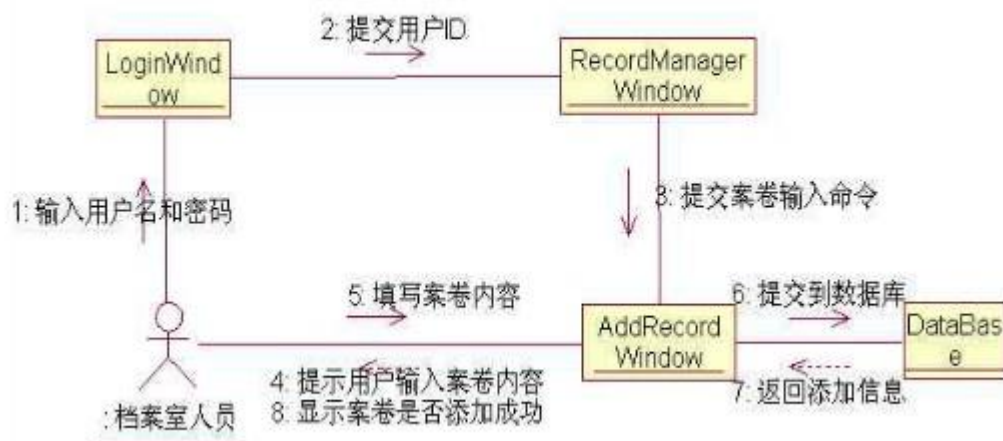 2: 提交用户ID
LoginWind
ow
RecordManager
Window
1: 输入用户名和密码
3: 提交案卷输入命令
5: 填写案卷内容
6: 提交到数据库
AddRecord
Window
DataBas
e
4: 提示用户输入案卷内容
8: 显示案卷是否添加成功
7: 返回添加信息
: 档案室人员